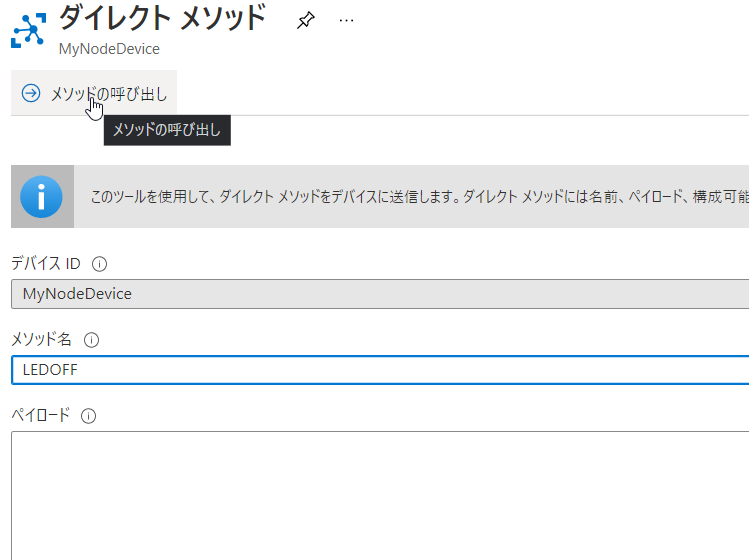 ダイレクト メソッド
MyNodeDevice
メソッドの呼び出し
メソッドの呼び出し
このツールを使用して、ダイレクト メソッドをデバイスに送信します。ダイレクト メソッドには名前、ペイロード、構成可能
デバイス ID
MyNodeDevice
メソッド名
LEDOFF
ペイロード